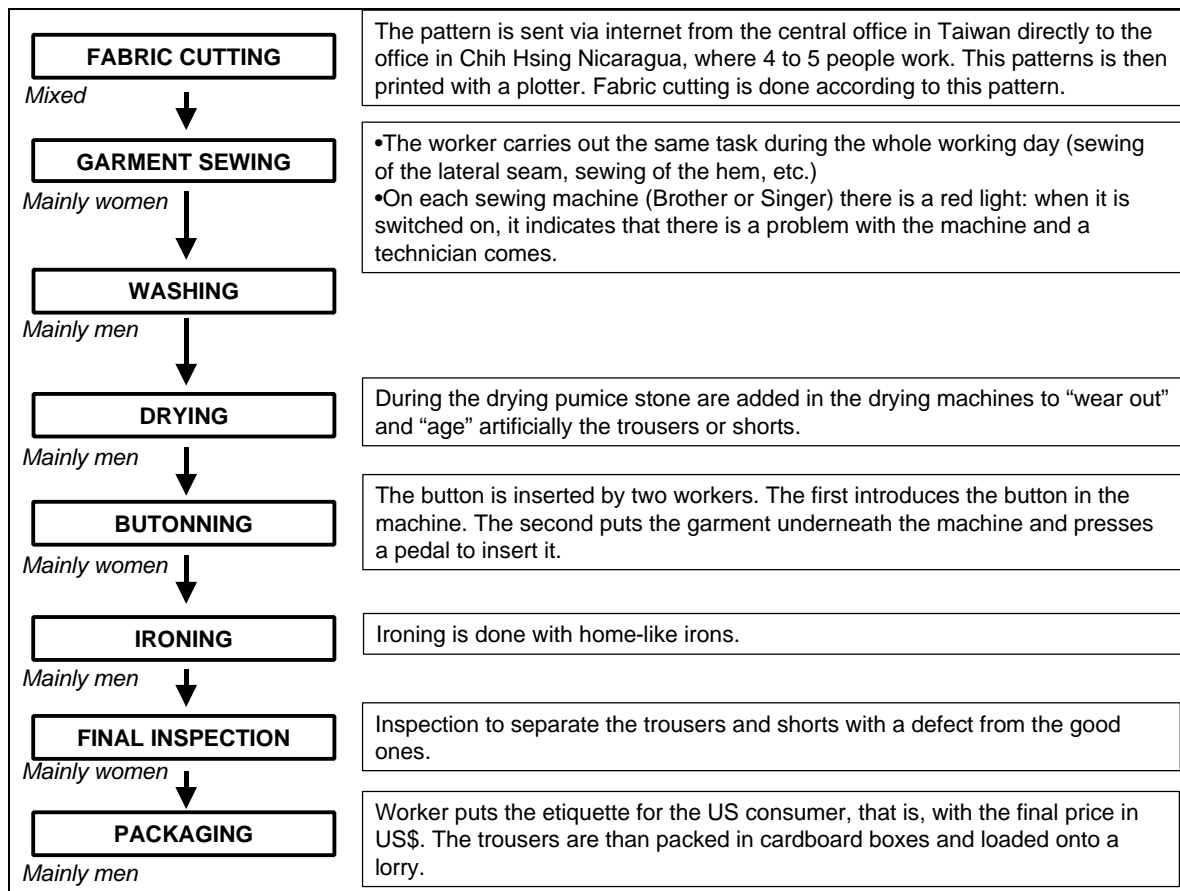 FABRIC CUTTING
Mixed
The pattern is sent via internet from the central office in Taiwan directly to the
office in Chih Hsing Nicaragua, where 4 to 5 people work. This patterns is then
printed with a plotter. Fabric cutting is done according to this pattern.
GARMENT SEWING
Mainly women
•The worker carries out the same task during the whole working day (sewing
of the lateral seam, sewing of the hem, etc.)
•On each sewing machine (Brother or Singer) there is a red light: when it is
switched on, it indicates that there is a problem with the machine and a
technician comes.
WASHING
Mainly men
DRYING
Mainly men
During the drying pumice stone are added in the drying machines to “wear out”
and “age” artificially the trousers or shorts.
BUTONNING
Mainly women
The button is inserted by two workers. The first introduces the button in the
machine. The second puts the garment underneath the machine and presses
a pedal to insert it.
IRONING
Mainly men
Ironing is done with home-like irons.
FINAL INSPECTION
Mainly women
Inspection to separate the trousers and shorts with a defect from the good
ones.
PACKAGING
Mainly men
Worker puts the etiquette for the US consumer, that is, with the final price in
US$. The trousers are than packed in cardboard boxes and loaded onto a
lorry.